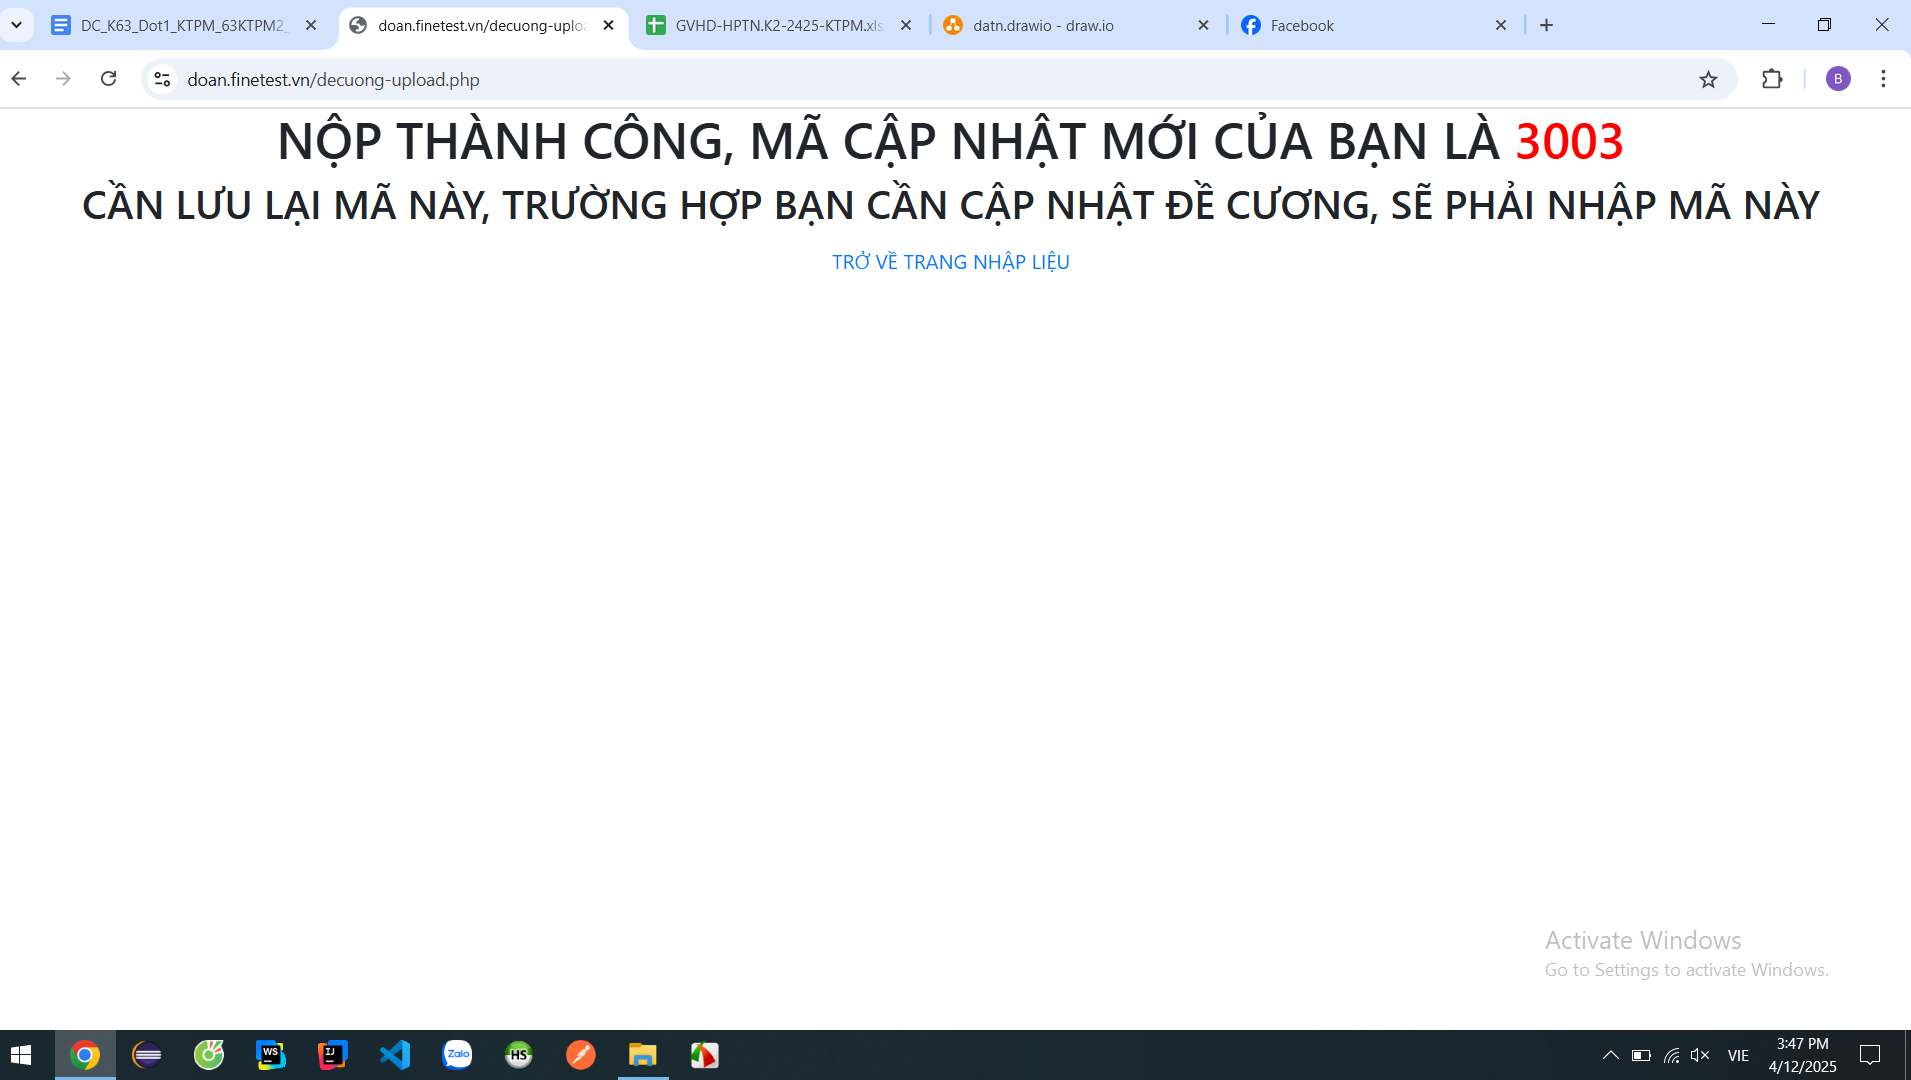 DC_K63_Dot1_KTPM_63KTPM2_
doan.finetest.vn/decuong-uploa
GVHD-HPTN.K2-2425-KTPM.xls
datn.drawio - draw.io
Facebook
doan.finetest.vn/decuong-upload.php
B
NỘP THÀNH CÔNG, MÃ CẬP NHẬT MỚI CỦA BẠN LÀ 3003
CẦN LƯU LẠI MÃ NÀY, TRƯỜNG HỢP BẠN CẦN CẬP NHẬT ĐỀ CƯƠNG, SẼ PHẢI NHẬP MÃ NÀY
TRỞ VỀ TRANG NHẬP LIỆU
Activate Windows
Go to Settings to activate Windows.
WS
IJ
Zalo
HS
VIE
3:47 PM
4/12/2025